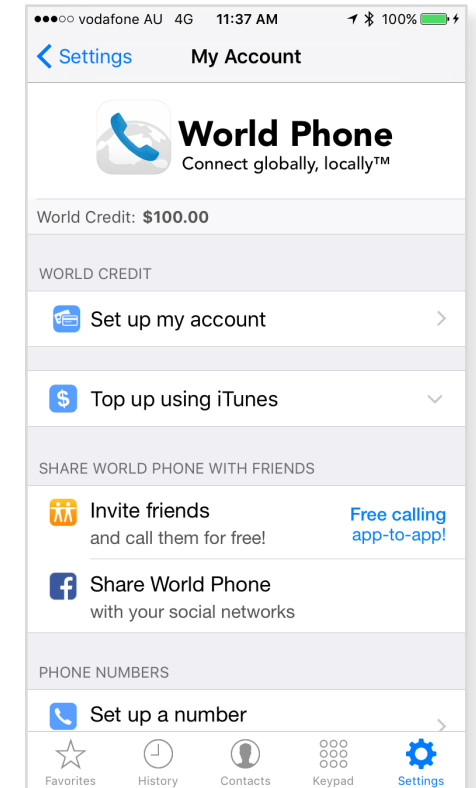 vodafone AU 4G 11:37 AM 100%
Settings My Account
World Phone
Connect globally, locally™
World Credit: $100.00
WORLD CREDIT
Set up my account
Top up using iTunes
SHARE WORLD PHONE WITH FRIENDS
Invite friends
and call them for free!
Free calling
app-to-app!
Share World Phone
with your social networks
PHONE NUMBERS
Set up a number
Favorites History Contacts Keypad Settings